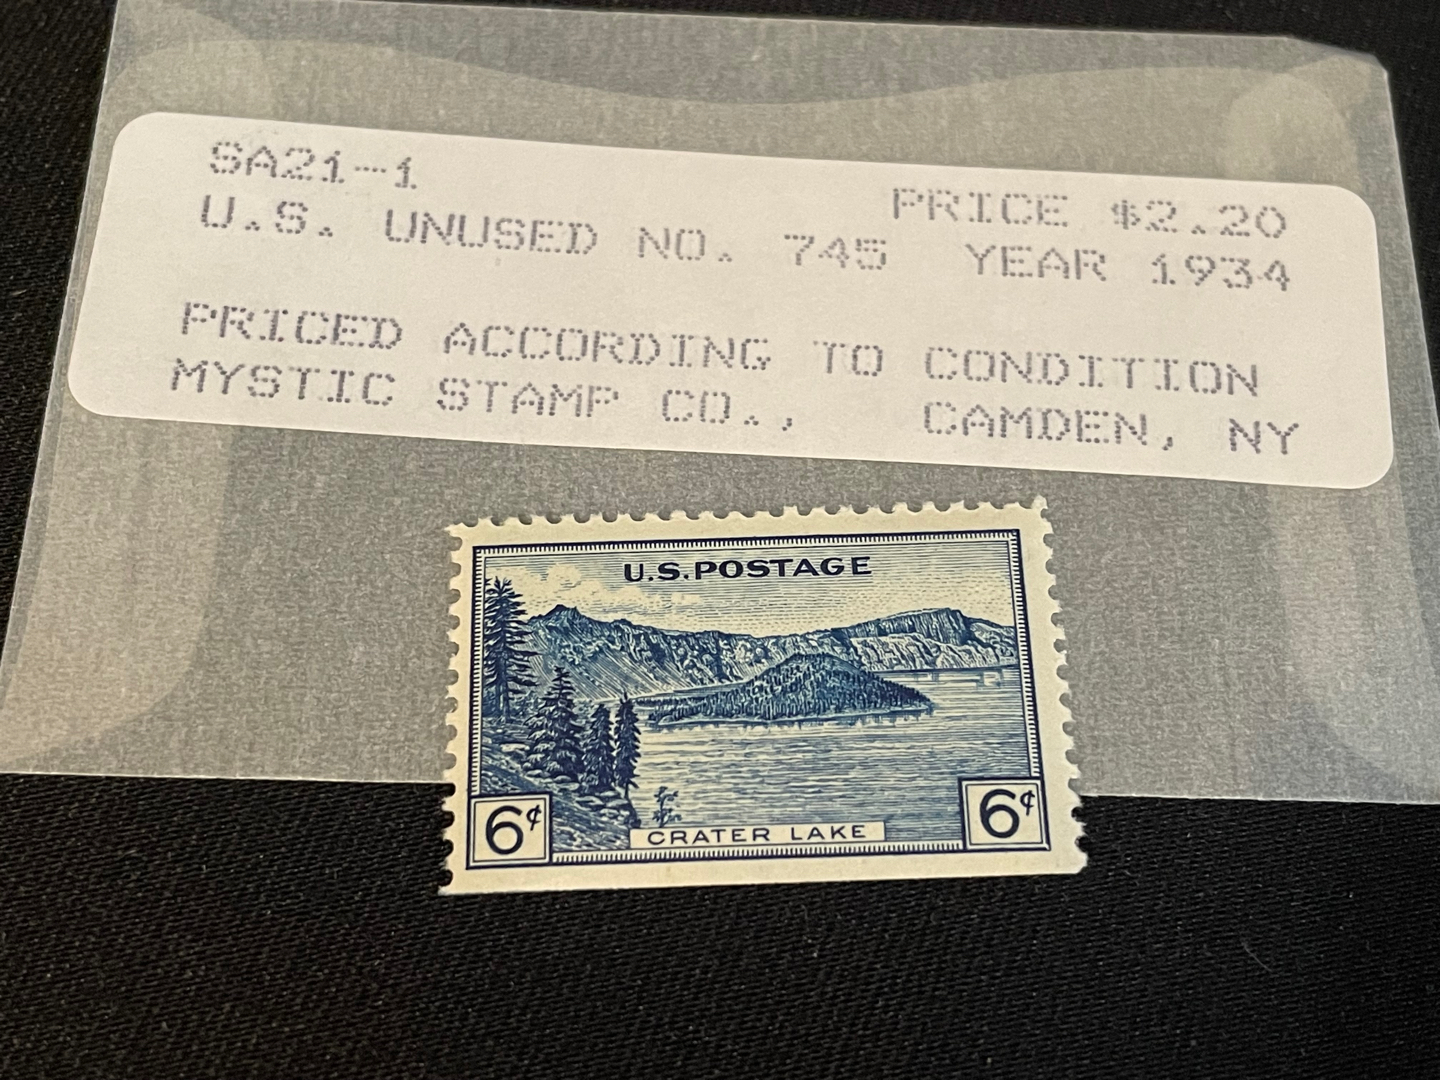 SA21-1
PRICE $2.20
U.S. UNUSED NO. 745 YEAR 1934
PRICED ACCORDING TO CONDITION
MYSTIC STAMP CO., CAMDEN, NY
U.S.POSTAGE
6¢ 6¢
CRATER LAKE